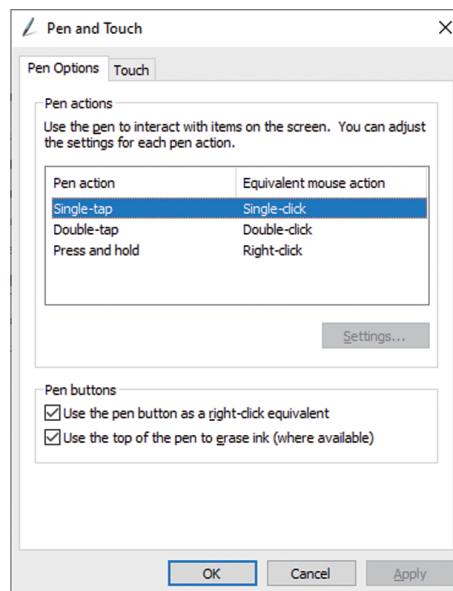 Pen and Touch
Pen Options Touch
Pen actions
Use the pen to interact with items on the screen. You can adjust
the settings for each pen action.
Pen action Equivalent mouse action
Single-tap Single-click
Double-tap Double-click
Press and hold Right-click
Settings...
Pen buttons
Use the pen button as a right-click equivalent
Use the top of the pen to erase ink (where available)
OK Cancel Apply